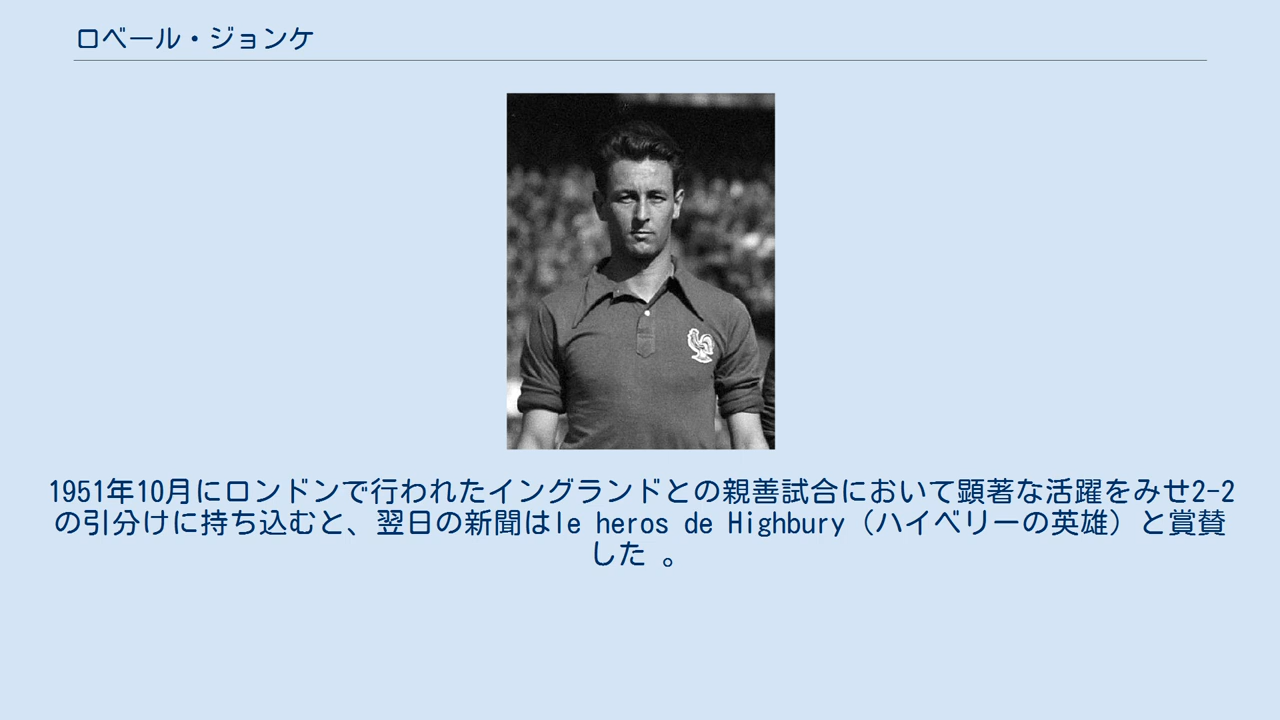 ロベール・ジョンケ
1951年10月にロンドンで行われたイングランドとの親善試合において顕著な活躍をみせ2-2
の引分けに持ち込むと、翌日の新聞はle heros de Highbury（ハイベリーの英雄）と賞賛
した 。